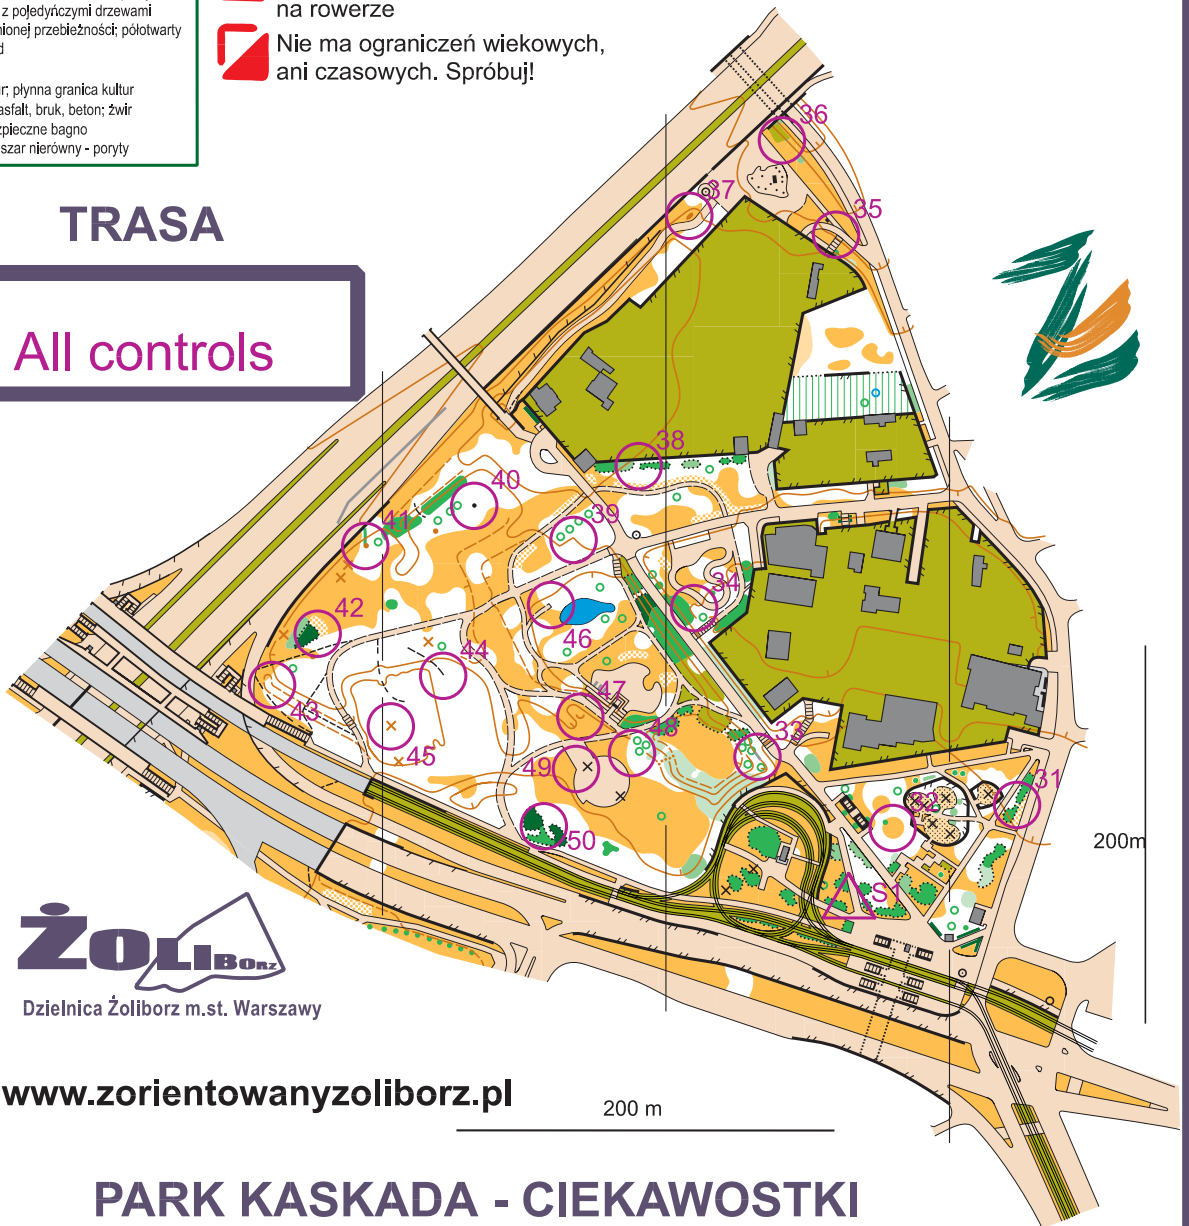 z pojedyńczymi drzewami
nionej przebieżności; półotwarty
d
ur; płynna granica kultur
asfalt, bruk, beton; żwir
zpieczne bagno
szar nierówny - poryty
na rowerze
Nie ma ograniczeń wiekowych,
ani czasowych. Spróbuj!
TRASA
All controls
36
37
35
38
40
39
41
34
42
46
44
43
47
48
33
45
49
31
32
50
S1
200m
ŻOLIBORZ
Dzielnica Żoliborz m.st. Warszawy
www.zorientowanyzoliborz.pl
200 m
PARK KASKADA - CIEKAWOSTKI